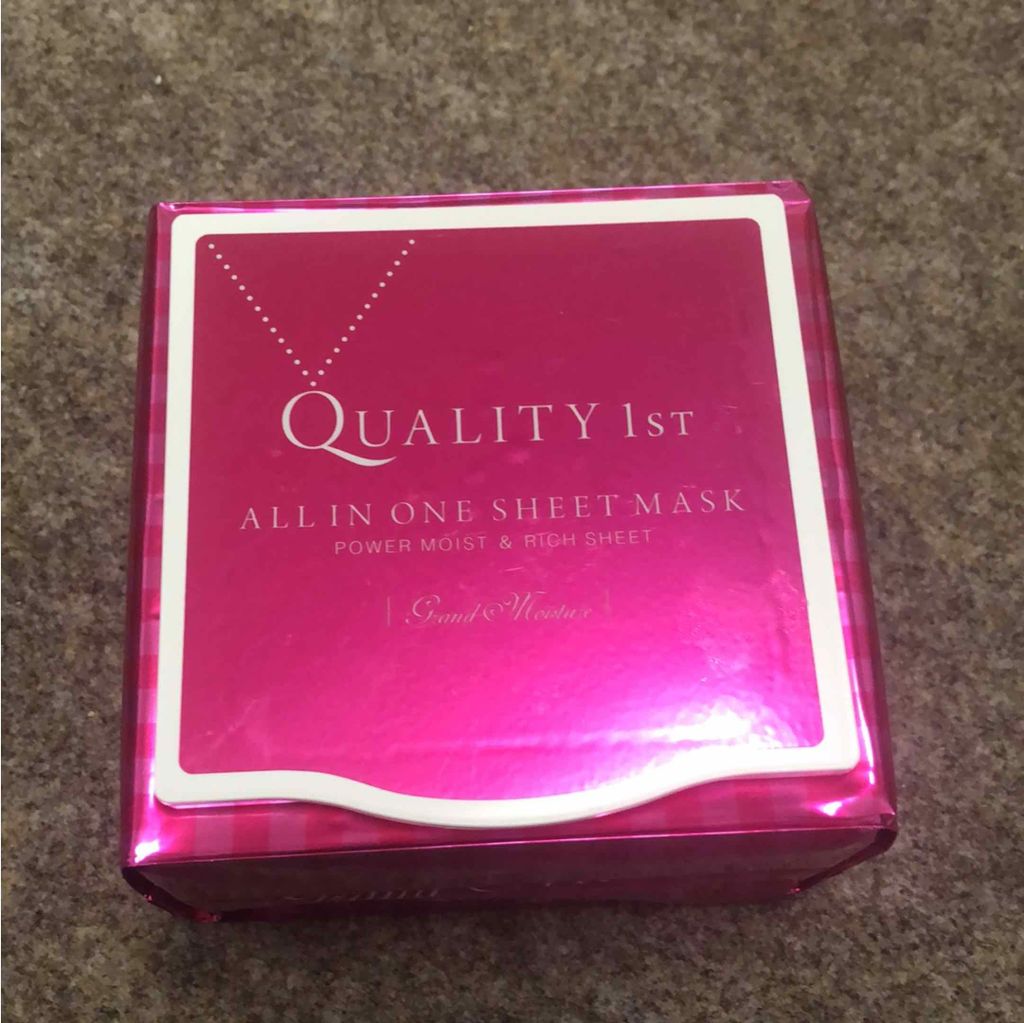 QUALITY 1ST
ALL IN ONE SHEET MASK
POWER MOIST & RICH SHEET
Grand Moisture